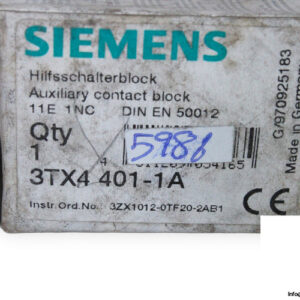 SIEMENS
Hilfsschalterblock
Auxiliary contact block
11E 1NC DIN EN 50012
Qty
1
5981
3TX4 401-1A
Instr.Ord.No.: 3ZX1012-0TF20-2AB1
G/970925183
Made in Germany
CE